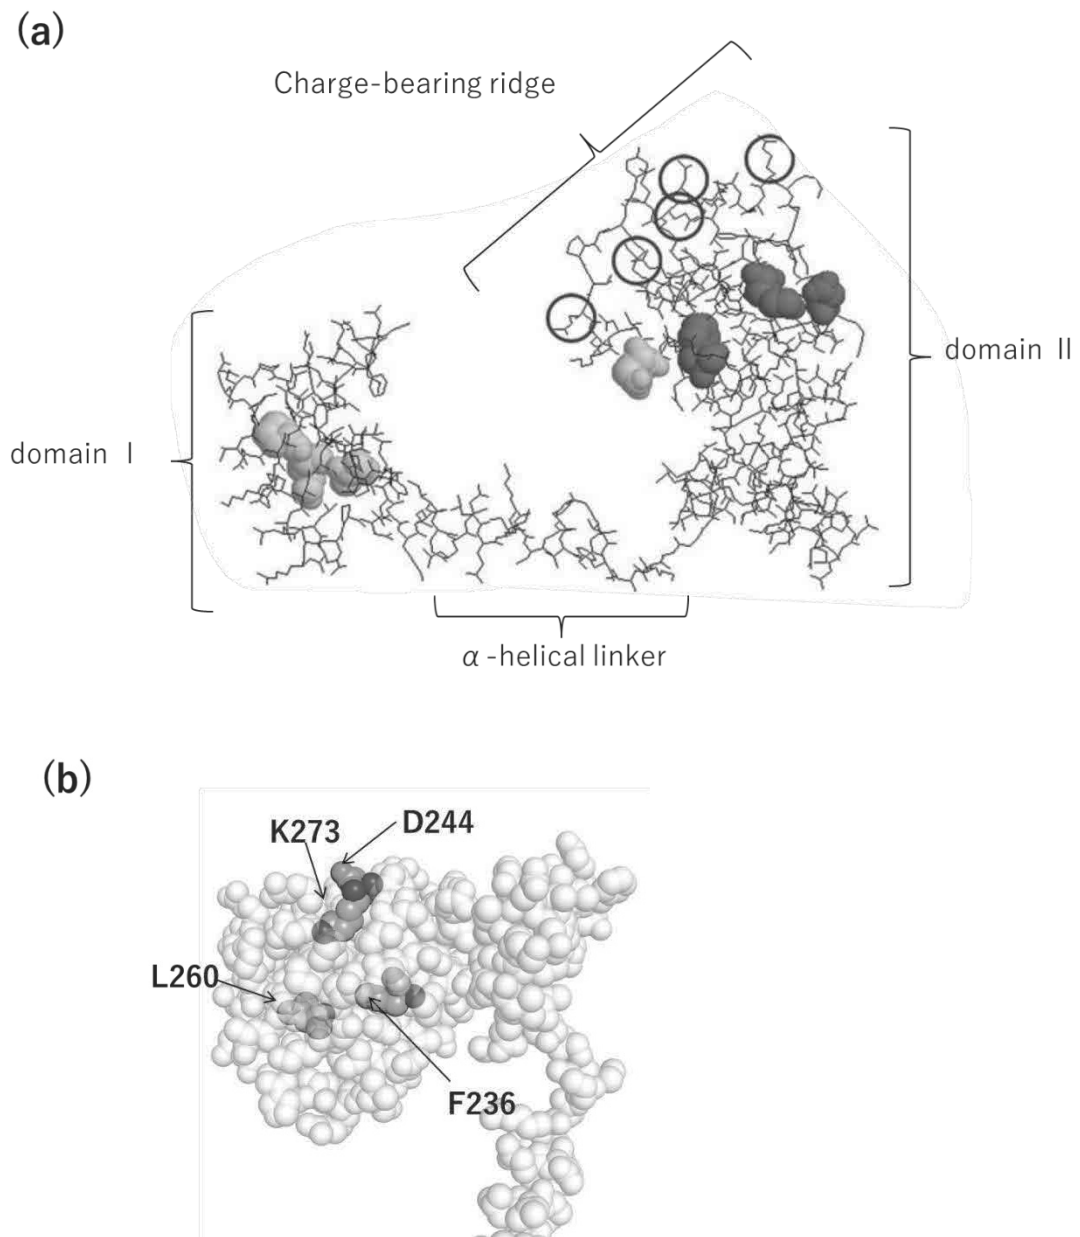 (a)
Charge-bearing ridge
domain II
domain I
α-helical linker
(b)
D244
K273
L260
F236